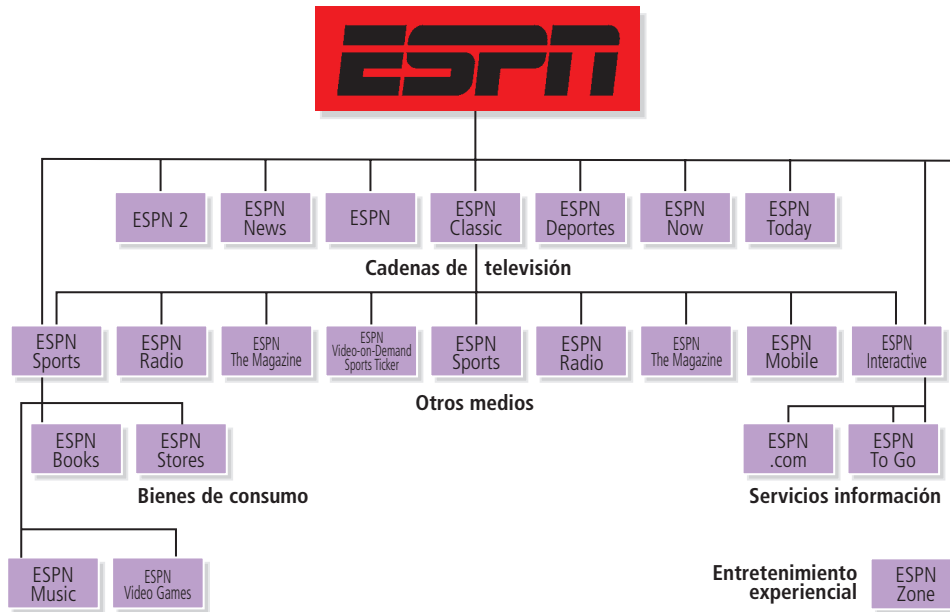 ESPN
ESPN 2
ESPN
News
ESPN
ESPN
Classic
ESPN
Deportes
ESPN
Now
ESPN
Today
Cadenas de televisión
ESPN
Sports
ESPN
Radio
ESPN
The Magazine
ESPN
Video-on-Demand
Sports Ticker
ESPN
Sports
ESPN
Radio
ESPN
The Magazine
ESPN
Mobile
ESPN
Interactive
Otros medios
ESPN
Books
ESPN
Stores
ESPN
.com
ESPN
To Go
Bienes de consumo
Servicios información
ESPN
Music
ESPN
Video Games
Entretenimiento
experiencial
ESPN
Zone